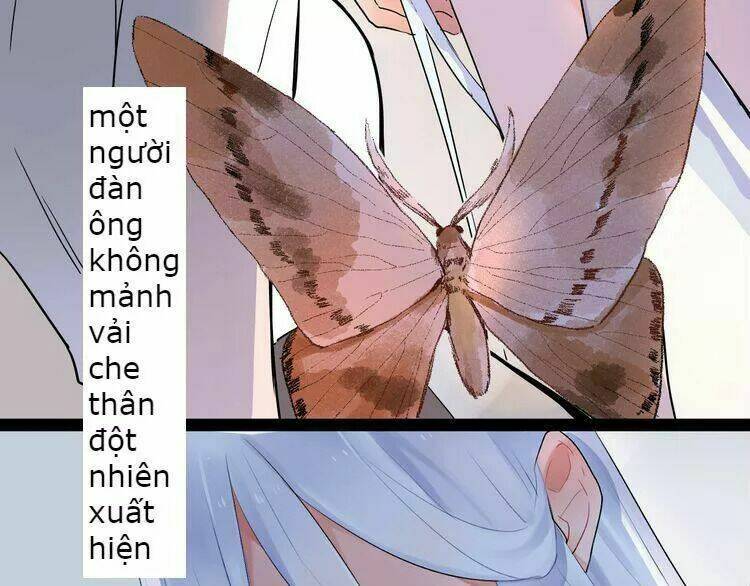 một
người
đàn
ông
không
mảnh
vải
che
thân
đột
nhiên
xuất
hiện